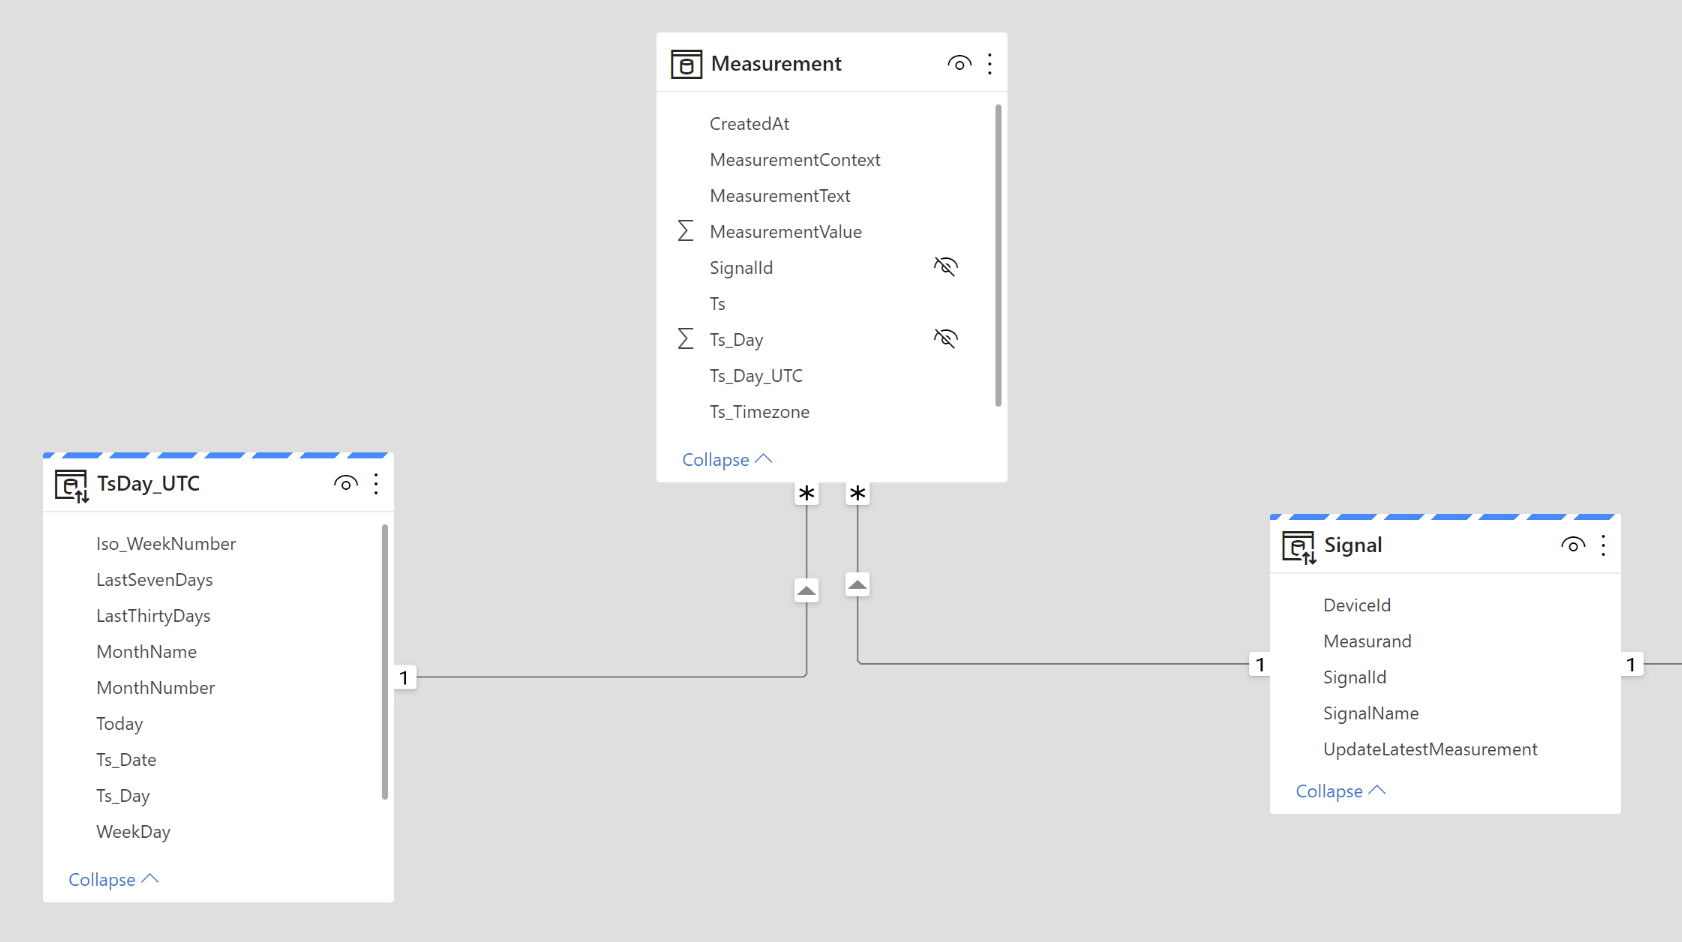 Measurement
CreatedAt
MeasurementContext
MeasurementText
MeasurementValue
SignalId
Ts
Ts_Day
Ts_Day_UTC
Ts_Timezone
Collapse
TsDay_UTC
Iso_WeekNumber
LastSevenDays
LastThirtyDays
MonthName
MonthNumber
Today
Ts_Date
Ts_Day
WeekDay
Collapse
1
*
*
1
Signal
DeviceId
Measurand
SignalId
SignalName
UpdateLatestMeasurement
Collapse
1